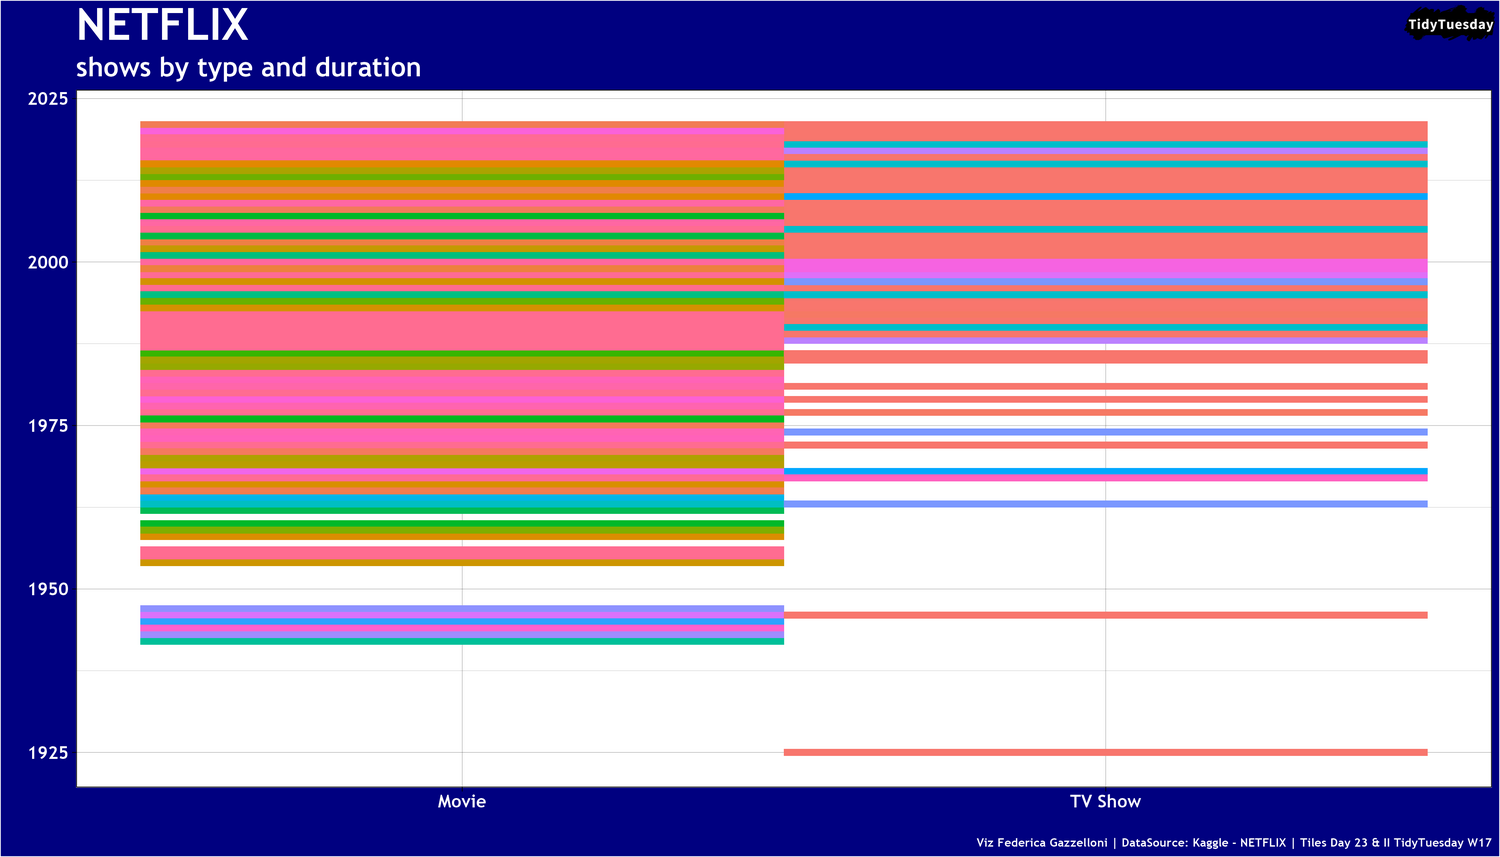 NETFLIX
TidyTuesday
shows by type and duration
2025
2000
1975
1950
1925
Movie
TV Show
Viz Federica Gazzelloni | DataSource: Kaggle - NETFLIX | Tiles Day 23 & II TidyTuesday W17